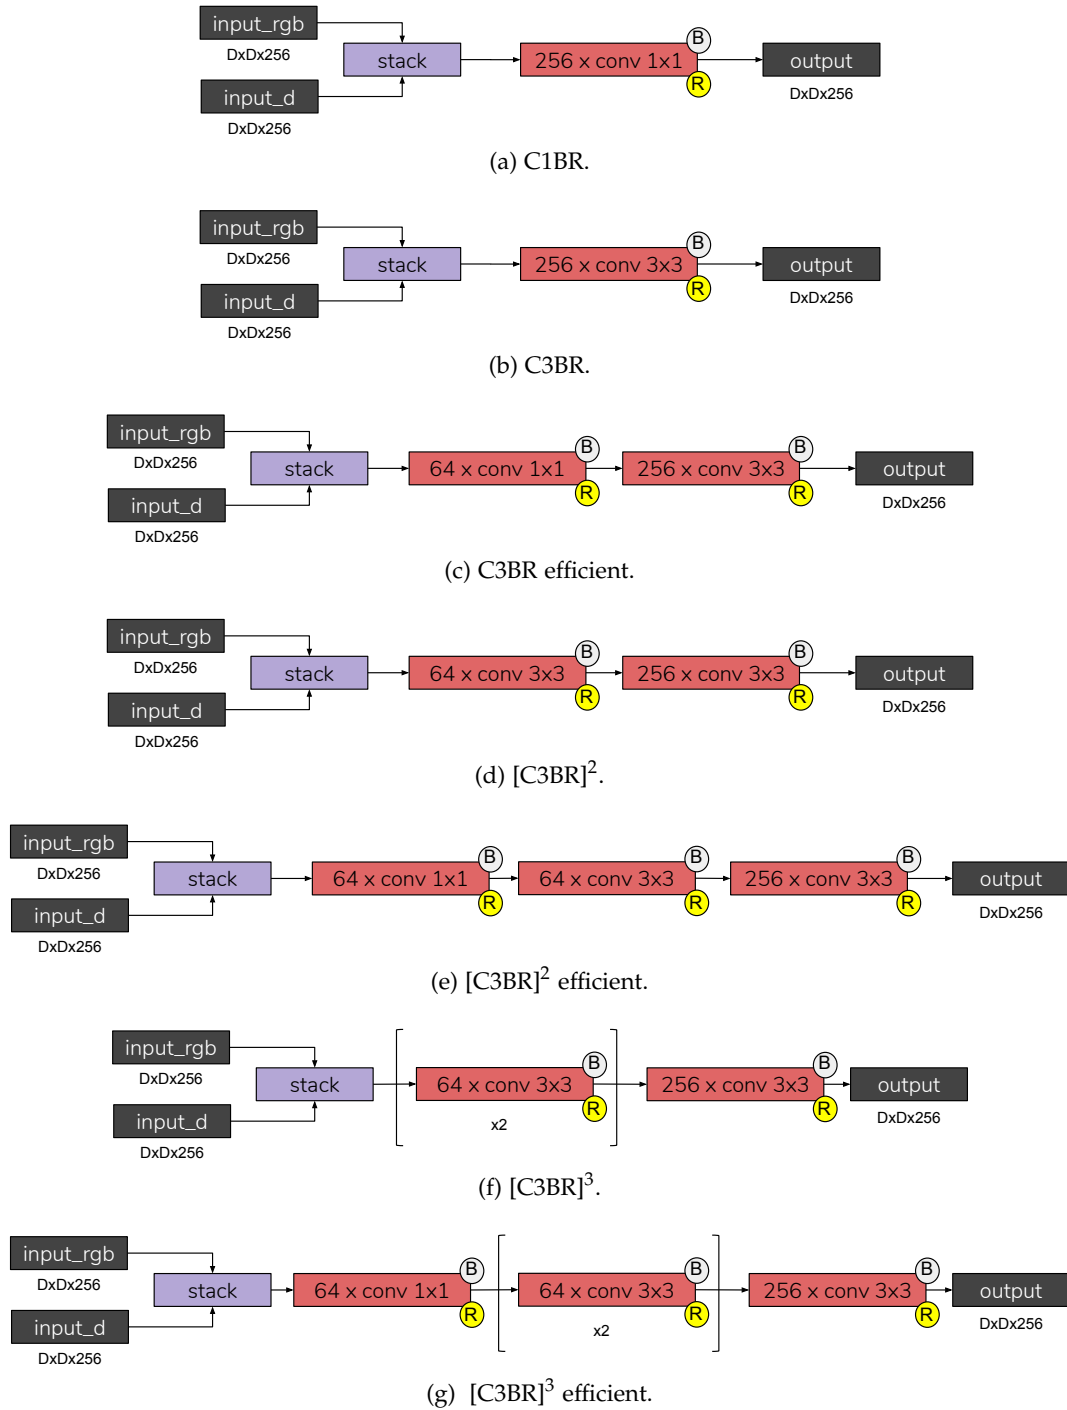 input_rgb
DxDx256
stack
256 x conv 1x1
B
R
output
DxDx256
input_d
DxDx256
(a) C1BR.
input_rgb
DxDx256
stack
256 x conv 3x3
B
R
output
DxDx256
input_d
DxDx256
(b) C3BR.
input_rgb
DxDx256
stack
64 x conv 1x1
B
R
256 x conv 3x3
B
R
output
DxDx256
input_d
DxDx256
(c) C3BR efficient.
input_rgb
DxDx256
stack
64 x conv 3x3
B
R
256 x conv 3x3
B
R
output
DxDx256
input_d
DxDx256
(d) [C3BR]².
input_rgb
DxDx256
stack
64 x conv 1x1
B
R
64 x conv 3x3
B
R
256 x conv 3x3
B
R
output
DxDx256
input_d
DxDx256
(e) [C3BR]² efficient.
input_rgb
DxDx256
stack
64 x conv 3x3
B
R
x2
256 x conv 3x3
B
R
output
DxDx256
input_d
DxDx256
(f) [C3BR]³.
input_rgb
DxDx256
stack
64 x conv 1x1
B
R
64 x conv 3x3
B
R
x2
256 x conv 3x3
B
R
output
DxDx256
input_d
DxDx256
(g) [C3BR]³ efficient.